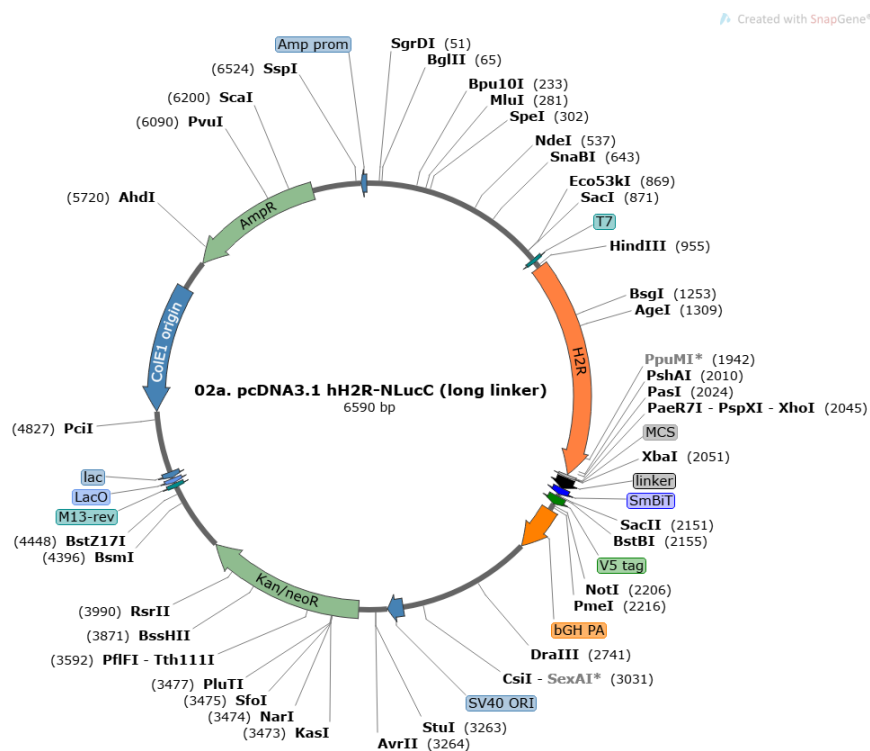 Created with SnapGene®
Amp prom
SgrDI (51)
BglII (65)
Bpu10I (233)
MluI (281)
SpeI (302)
NdeI (537)
SnaBI (643)
Eco53kI (869)
SacI (871)
T7
HindIII (955)
BsgI (1253)
AgeI (1309)
H2R
PpuMI* (1942)
PshAI (2010)
PasI (2024)
PaeR7I - PspXI - XhoI (2045)
MCS
XbaI (2051)
linker
SmBiT
SacII (2151)
BstBI (2155)
V5 tag
NotI (2206)
PmeI (2216)
bGH PA
DraIII (2741)
CsiI - SexAI* (3031)
SV40 ORI
StuI (3263)
AvrII (3264)
(3473) KasI
(3474) NarI
(3475) SfoI
(3477) PluTI
(3592) PflFI - Tth111I
(3871) BssHII
(3990) RsrII
Kan/neoR
(4396) BsmI
(4448) BstZ17I
M13-rev
LacO
lac
(4827) PciI
ColE1 origin
(5720) AhdI
AmpR
(6090) PvuI
(6200) ScaI
(6524) SspI
02a. pcDNA3.1 hH2R-NLucC (long linker)
6590 bp